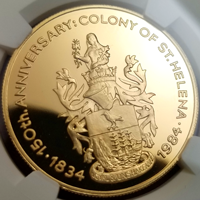 150th. ANNIVERSARY: COLONY OF ST. HELENA
1834 1984